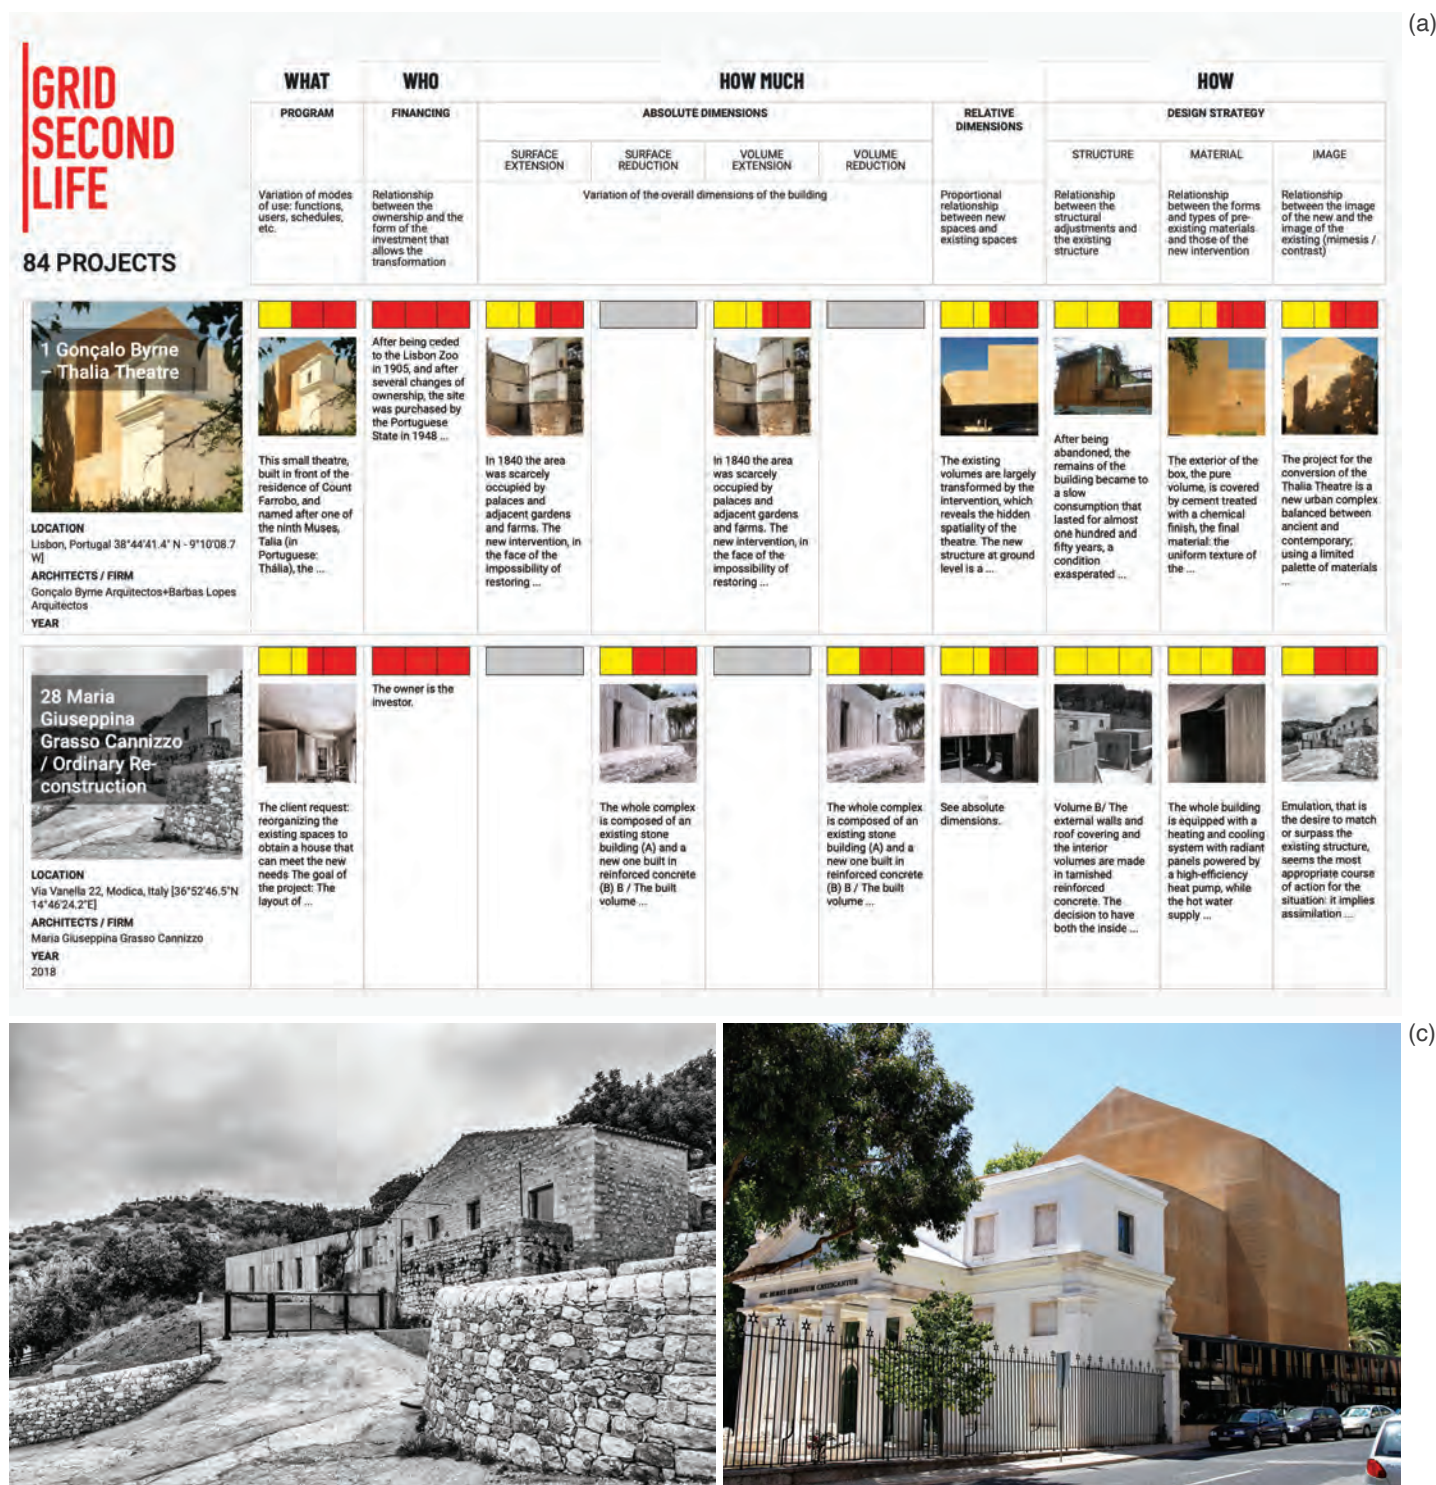 (a)
GRID
SECOND
LIFE
84 PROJECTS
WHAT
WHO
HOW MUCH
HOW
PROGRAM
FINANCING
ABSOLUTE DIMENSIONS
RELATIVE
DIMENSIONS
DESIGN STRATEGY
SURFACE
EXTENSION
SURFACE
REDUCTION
VOLUME
EXTENSION
VOLUME
REDUCTION
STRUCTURE
MATERIAL
IMAGE
Variation of modes
of use: functions,
users, schedules,
etc.
Relationship
between the
ownership and the
form of the
investment that
allows the
transformation
Variation of the overall dimensions of the building
Proportional
relationship
between new
spaces and
existing spaces
Relationship
between the
structural
adjustments and
the existing
structure
Relationship
between the forms
and types of pre-
existing materials
and those of the
new intervention
Relationship
between the image
of the new and the
image of the
existing (mimesis /
contrast)
1 Gonçalo Byrne
– Thalia Theatre
LOCATION
Lisbon, Portugal 38°44'41.4" N - 9°10'08.7
W]
ARCHITECTS / FIRM
Gonçalo Byrne Arquitectos+Barbas Lopes
Arquitectos
YEAR
This small theatre,
built in front of the
residence of Count
Farrobo, and
named after one of
the ninth Muses,
Talia (in
Portuguese:
Thália), the ...
After being ceded
to the Lisbon Zoo
in 1905, and after
several changes of
ownership, the site
was purchased by
the Portuguese
State in 1948 ...
In 1840 the area
was scarcely
occupied by
palaces and
adjacent gardens
and farms. The
new intervention, in
the face of the
impossibility of
restoring ...
In 1840 the area
was scarcely
occupied by
palaces and
adjacent gardens
and farms. The
new intervention, in
the face of the
impossibility of
restoring ...
The existing
volumes are largely
transformed by the
intervention, which
reveals the hidden
spatiality of the
theatre. The new
structure at ground
level is a ...
After being
abandoned, the
remains of the
building became to
a slow
consumption that
lasted for almost
one hundred and
fifty years, a
condition
exasperated ...
The exterior of the
box, the pure
volume, is covered
by cement treated
with a chemical
finish, the final
material: the
uniform texture of
the ...
The project for the
conversion of the
Thalia Theatre is a
new urban complex
balanced between
ancient and
contemporary;
using a limited
palette of materials
...
28 Maria
Giuseppina
Grasso Cannizzo
/ Ordinary Re-
construction
LOCATION
Via Vanella 22, Modica, Italy [36°52'46.5"N
14°46'24.2"E]
ARCHITECTS / FIRM
Maria Giuseppina Grasso Cannizzo
YEAR
2018
The client request:
reorganizing the
existing spaces to
obtain a house that
can meet the new
needs The goal of
the project: The
layout of ...
The owner is the
investor.
The whole complex
is composed of an
existing stone
building (A) and a
new one built in
reinforced concrete
(B) B / The built
volume ...
The whole complex
is composed of an
existing stone
building (A) and a
new one built in
reinforced concrete
(B) B / The built
volume ...
See absolute
dimensions.
Volume B/ The
external walls and
roof covering and
the interior
volumes are made
in tarnished
reinforced
concrete. The
decision to have
both the inside ...
The whole building
is equipped with a
heating and cooling
system with radiant
panels powered by
a high-efficiency
heat pump, while
the hot water
supply ...
Emulation, that is
the desire to match
or surpass the
existing structure,
seems the most
appropriate course
of action for the
situation: it implies
assimilation ...
(c)